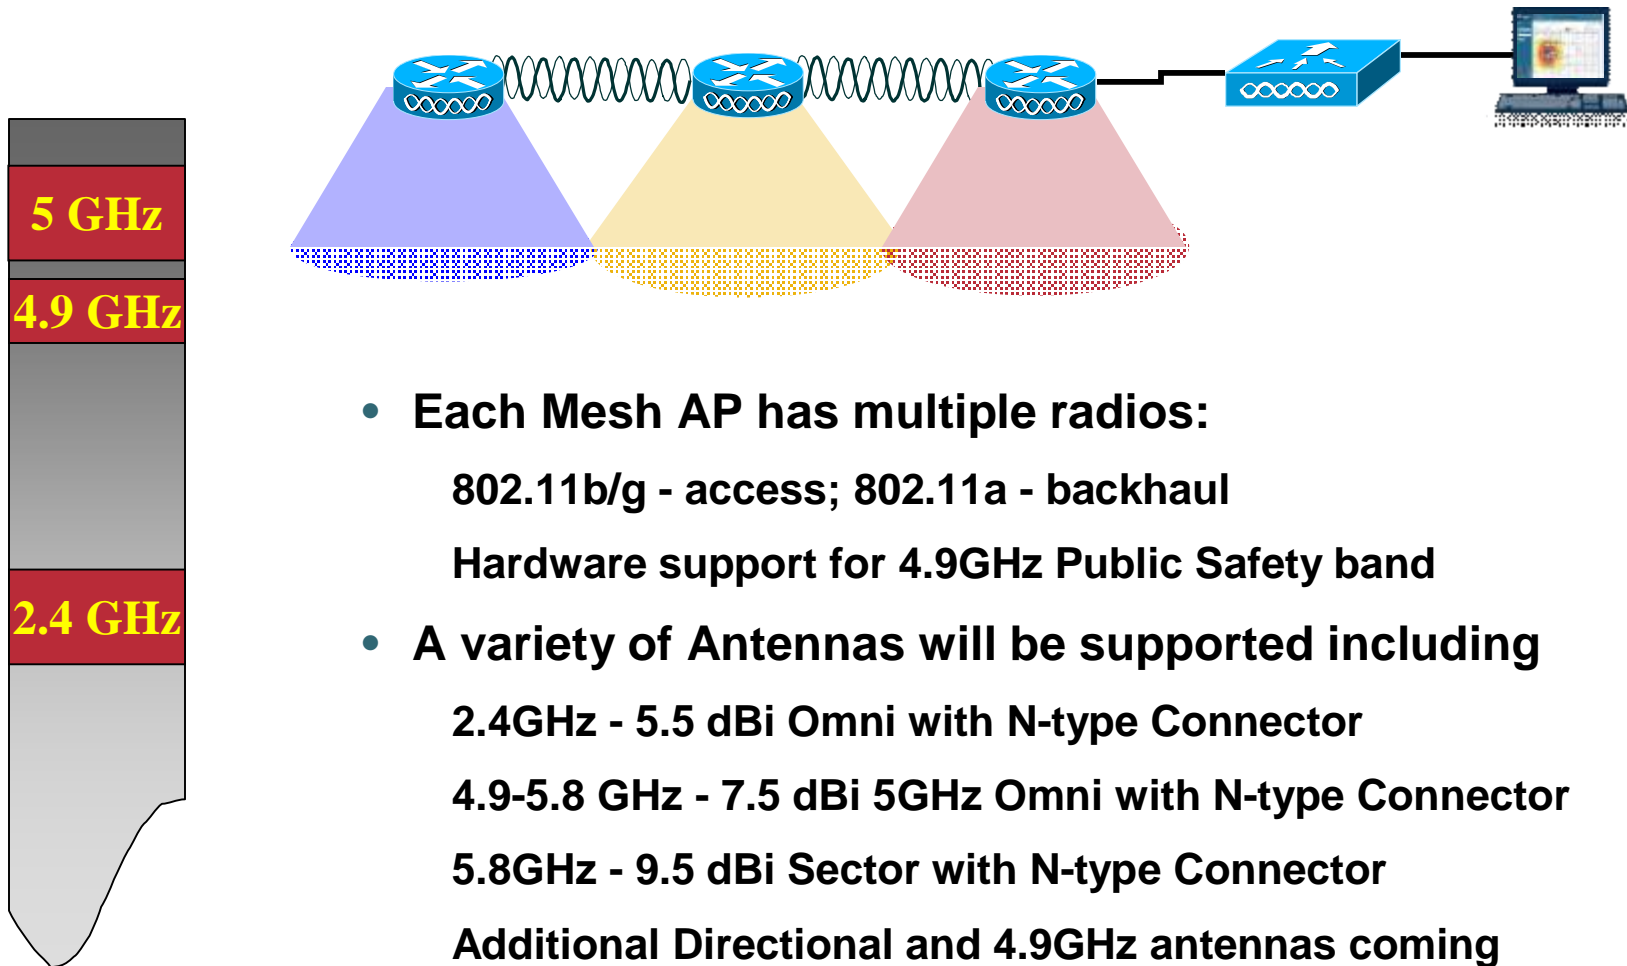 5 GHz
4.9 GHz
2.4 GHz
• Each Mesh AP has multiple radios:
802.11b/g - access; 802.11a - backhaul
Hardware support for 4.9GHz Public Safety band
• A variety of Antennas will be supported including
2.4GHz - 5.5 dBi Omni with N-type Connector
4.9-5.8 GHz - 7.5 dBi 5GHz Omni with N-type Connector
5.8GHz - 9.5 dBi Sector with N-type Connector
Additional Directional and 4.9GHz antennas coming